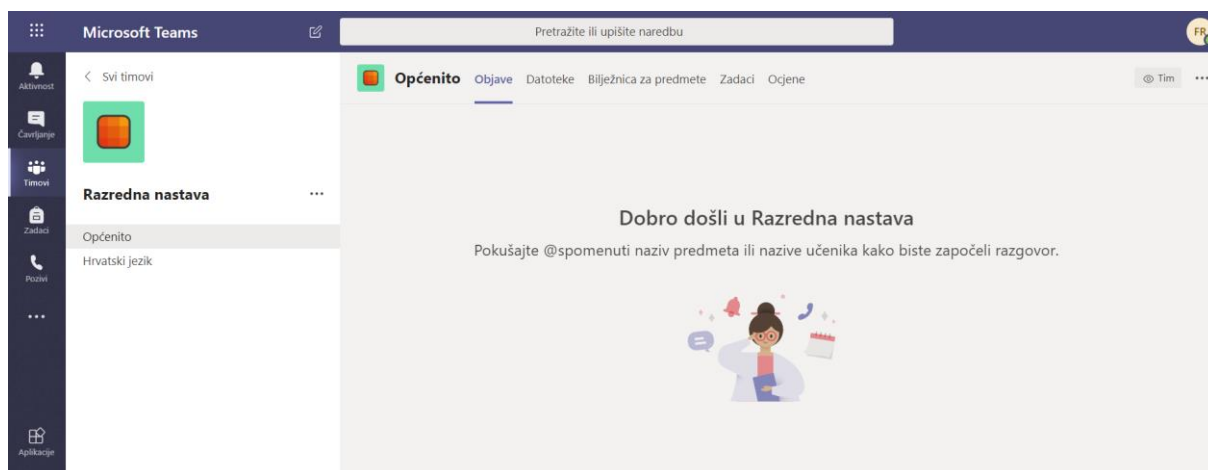 Microsoft Teams
Pretražite ili upišite naredbu
FR
Aktivnost
Čavrljanje
Timovi
Zadaci
Pozivi
Aplikacije
Svi timovi
Razredna nastava
Općenito
Hrvatski jezik
Općenito Objave Datoteke Bilježnica za predmete Zadaci Ocjene
Tim
Dobro došli u Razredna nastava
Pokušajte @spomenuti naziv predmeta ili nazive učenika kako biste započeli razgovor.